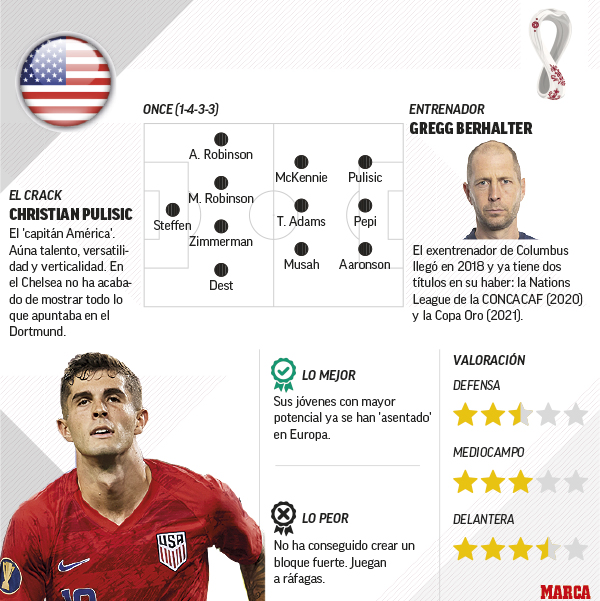 ONCE (1-4-3-3)
A. Robinson
M. Robinson
Steffen
Zimmerman
Dest
McKennie
T. Adams
Musah
Pulisic
Pepi
Aaronson
EL CRACK
CHRISTIAN PULISIC
El 'capitán América'.
Aúna talento, versatili-
dad y verticalidad. En
el Chelsea no ha acaba-
do de mostrar todo lo
que apuntaba en el
Dortmund.
ENTRENADOR
GREGG BERHALTER
El exentrenador de Columbus
llegó en 2018 y ya tiene dos
títulos en su haber: la Nations
League de la CONCACAF (2020)
y la Copa Oro (2021).
USA
LO MEJOR
Sus jóvenes con mayor
potencial ya se han 'asentado'
en Europa.
LO PEOR
No ha conseguido crear un
bloque fuerte. Juegan
a ráfagas.
VALORACIÓN
DEFENSA
MEDIOCAMPO
DELANTERA
MARCA